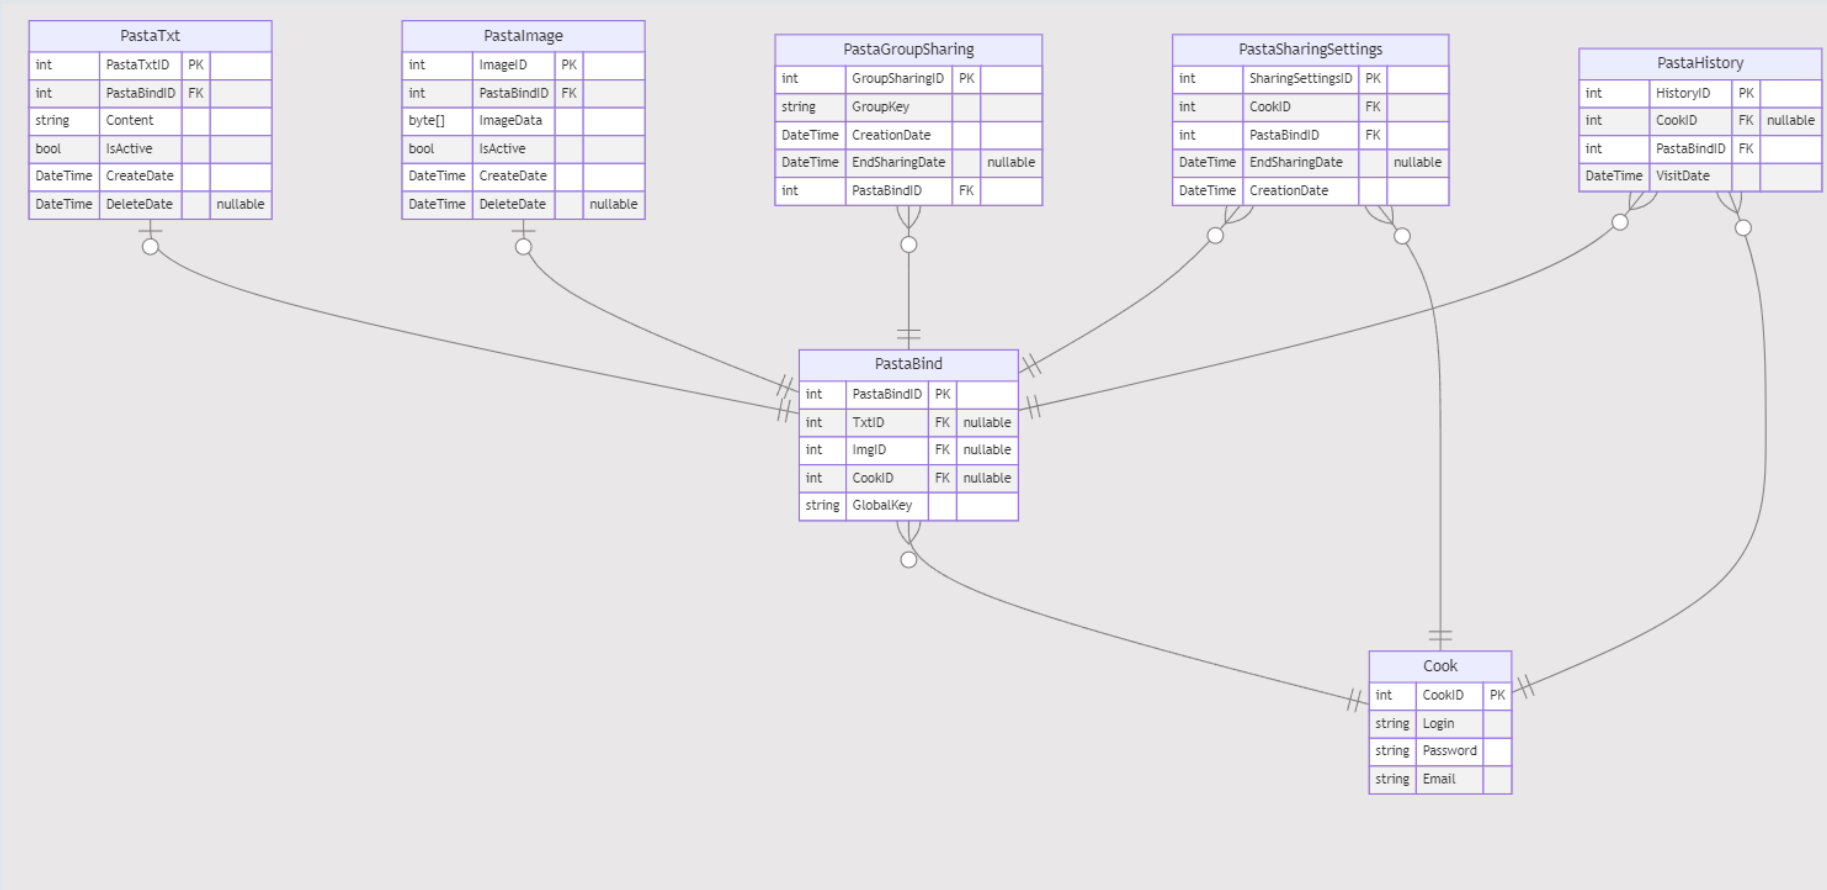 PastaTxt
int PastaTxtID PK
int PastaBindID FK
string Content
bool IsActive
DateTime CreateDate
DateTime DeleteDate nullable
PastaImage
int ImageID PK
int PastaBindID FK
byte[] ImageData
bool IsActive
DateTime CreateDate
DateTime DeleteDate nullable
PastaGroupSharing
int GroupSharingID PK
string GroupKey
DateTime CreationDate
DateTime EndSharingDate nullable
int PastaBindID FK
PastaSharingSettings
int SharingSettingsID PK
int CookID FK
int PastaBindID FK
DateTime EndSharingDate nullable
DateTime CreationDate
PastaHistory
int HistoryID PK
int CookID FK nullable
int PastaBindID FK
DateTime VisitDate
PastaBind
int PastaBindID PK
int TxtID FK nullable
int ImgID FK nullable
int CookID FK nullable
string GlobalKey
Cook
int CookID PK
string Login
string Password
string Email